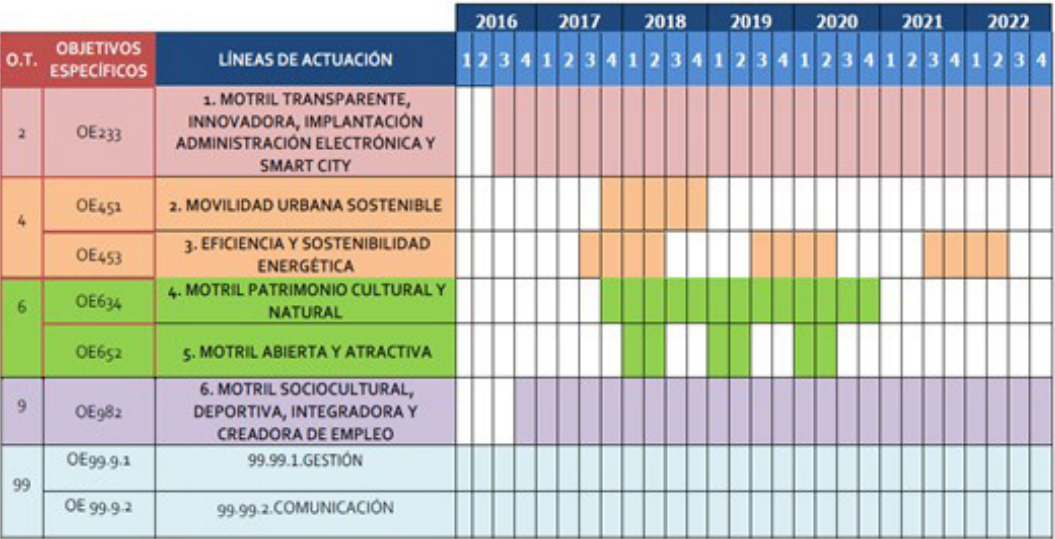 2016 2017 2018 2019 2020 2021 2022
O.T. OBJETIVOS ESPECÍFICOS LÍNEAS DE ACTUACIÓN 1 2 3 4 1 2 3 4 1 2 3 4 1 2 3 4 1 2 3 4 1 2 3 4 1 2 3 4
2 OE233 1. MOTRIL TRANSPARENTE,
INNOVADORA, IMPLANTACIÓN
ADMINISTRACIÓN ELECTRÓNICA Y
SMART CITY
4 OE451 2. MOVILIDAD URBANA SOSTENIBLE
OE453 3. EFICIENCIA Y SOSTENIBILIDAD
ENERGÉTICA
6 OE634 4. MOTRIL PATRIMONIO CULTURAL Y
NATURAL
OE652 5. MOTRIL ABIERTA Y ATRACTIVA
9 OE982 6. MOTRIL SOCIOCULTURAL,
DEPORTIVA, INTEGRADORA Y
CREADORA DE EMPLEO
99 OE99.9.1 99.99.1.GESTIÓN
OE 99.9.2 99.99.2.COMUNICACIÓN